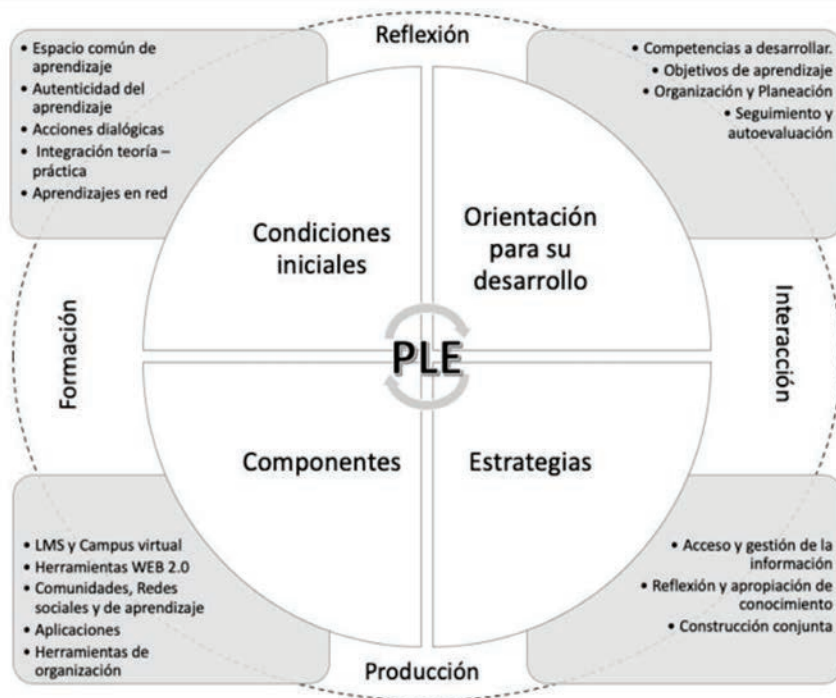 Reflexión
• Espacio común de
aprendizaje
• Autenticidad del
aprendizaje
• Acciones dialógicas
• Integración teoría –
práctica
• Aprendizajes en red
• Competencias a desarrollar.
• Objetivos de aprendizaje
• Organización y Planeación
• Seguimiento y
autoevaluación
Condiciones
iniciales
Orientación
para su
desarrollo
Formación
PLE
Interacción
Componentes
Estrategias
• LMS y Campus virtual
• Herramientas WEB 2.0
• Comunidades, Redes
sociales y de aprendizaje
• Aplicaciones
• Herramientas de
organización
• Acceso y gestión de la
información
• Reflexión y apropiación de
conocimiento
• Construcción conjunta
Producción